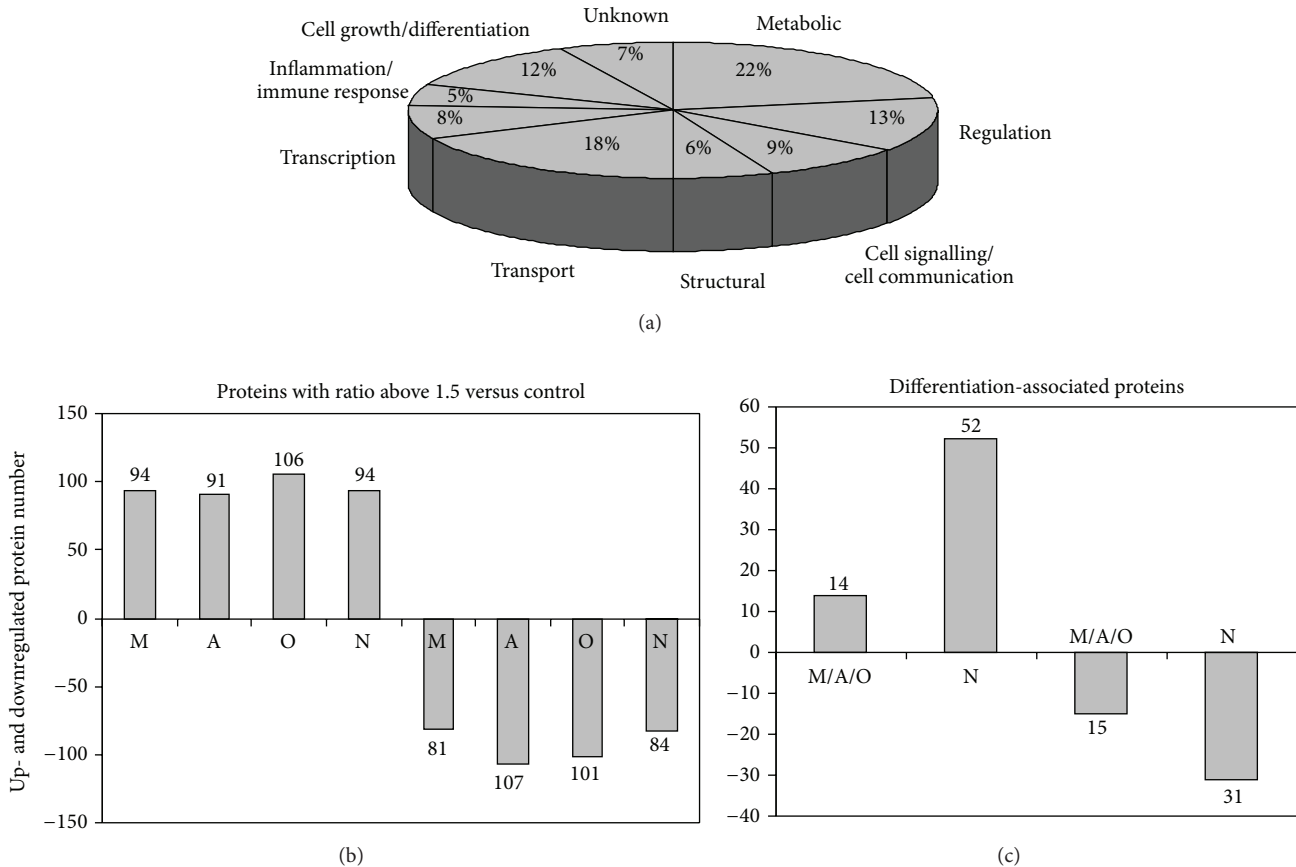 Unknown
Metabolic
Cell growth/differentiation
Inflammation/
immune response
Transcription
Transport
Structural
Cell signalling/
cell communication
Regulation
7%
22%
12%
5%
8%
18%
6%
9%
13%
(a)
Proteins with ratio above 1.5 versus control
Up- and downregulated protein number
150
100
50
0
−50
−100
−150
94
91
106
94
M
A
O
N
M
A
O
N
81
107
101
84
(b)
Differentiation-associated proteins
60
50
40
30
20
10
0
−10
−20
−30
−40
14
52
M/A/O
N
M/A/O
N
15
31
(c)